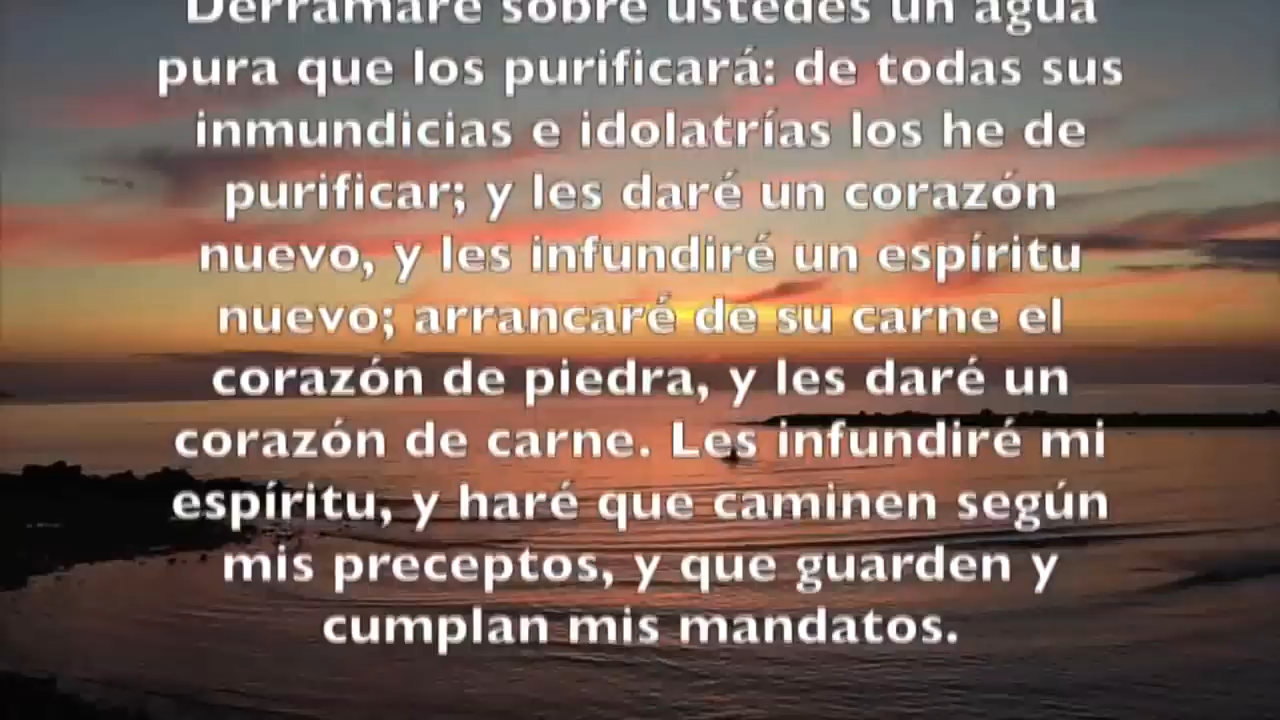 Derramaré sobre ustedes un agua
pura que los purificará: de todas sus
inmundicias e idolatrías los he de
purificar; y les daré un corazón
nuevo, y les infundiré un espíritu
nuevo; arrancaré de su carne el
corazón de piedra, y les daré un
corazón de carne. Les infundiré mi
espíritu, y haré que caminen según
mis preceptos, y que guarden y
cumplan mis mandatos.